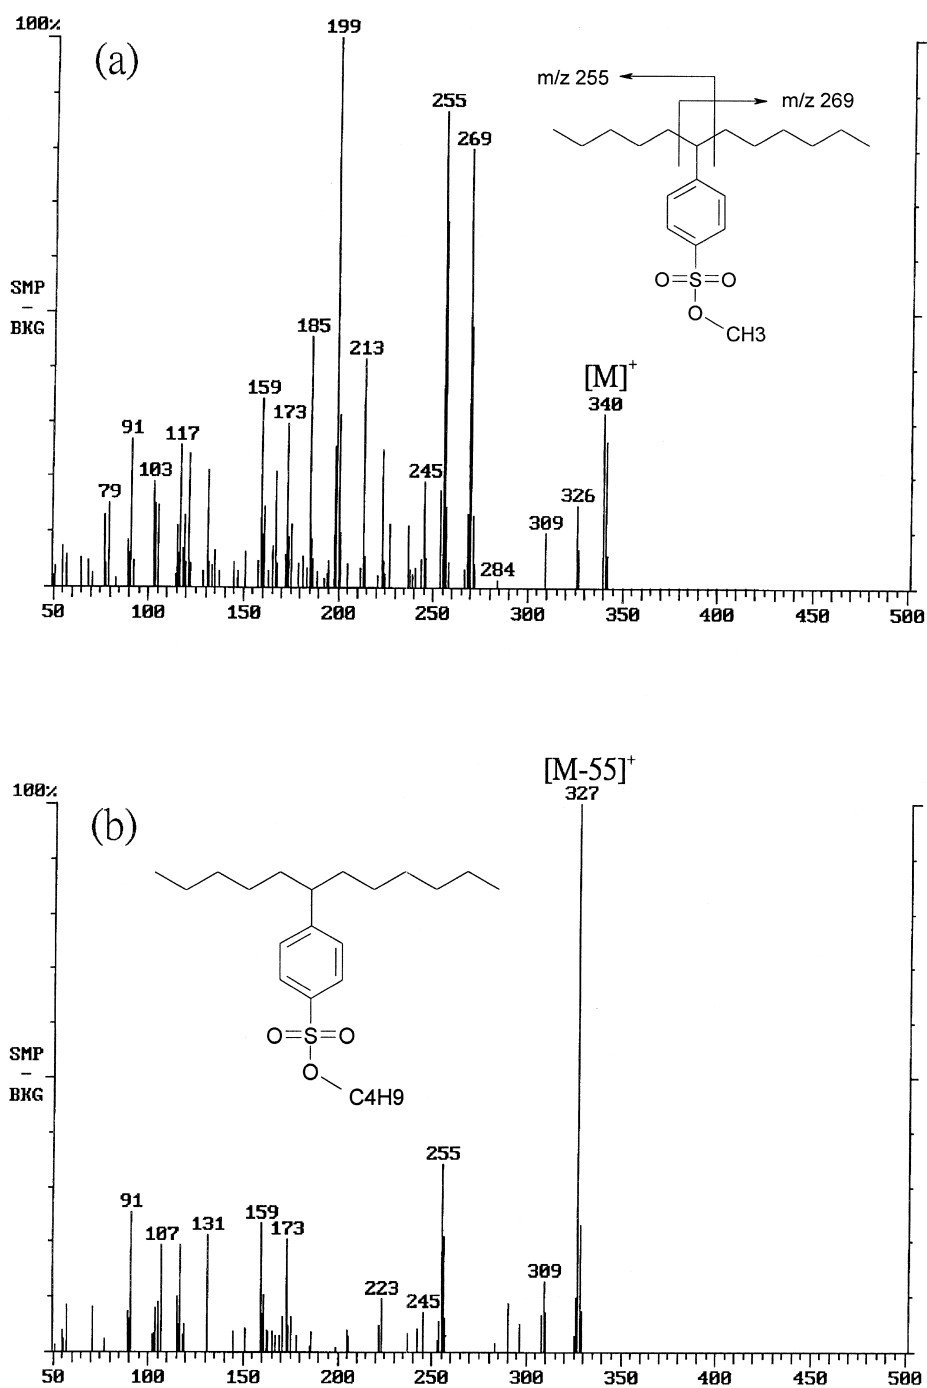 100%
(a)
199
m/z 255
m/z 269
255
269
SMP
—
BKG
185
213
O=S=O
O
CH3
[M]+
340
159
173
91
117
103
79
245
326
309
284
50 100 150 200 250 300 350 400 450 500
[M-55]+
327
100%
(b)
O=S=O
O
C4H9
SMP
—
BKG
255
91
107
131
159
173
223
245
309
50 100 150 200 250 300 350 400 450 500